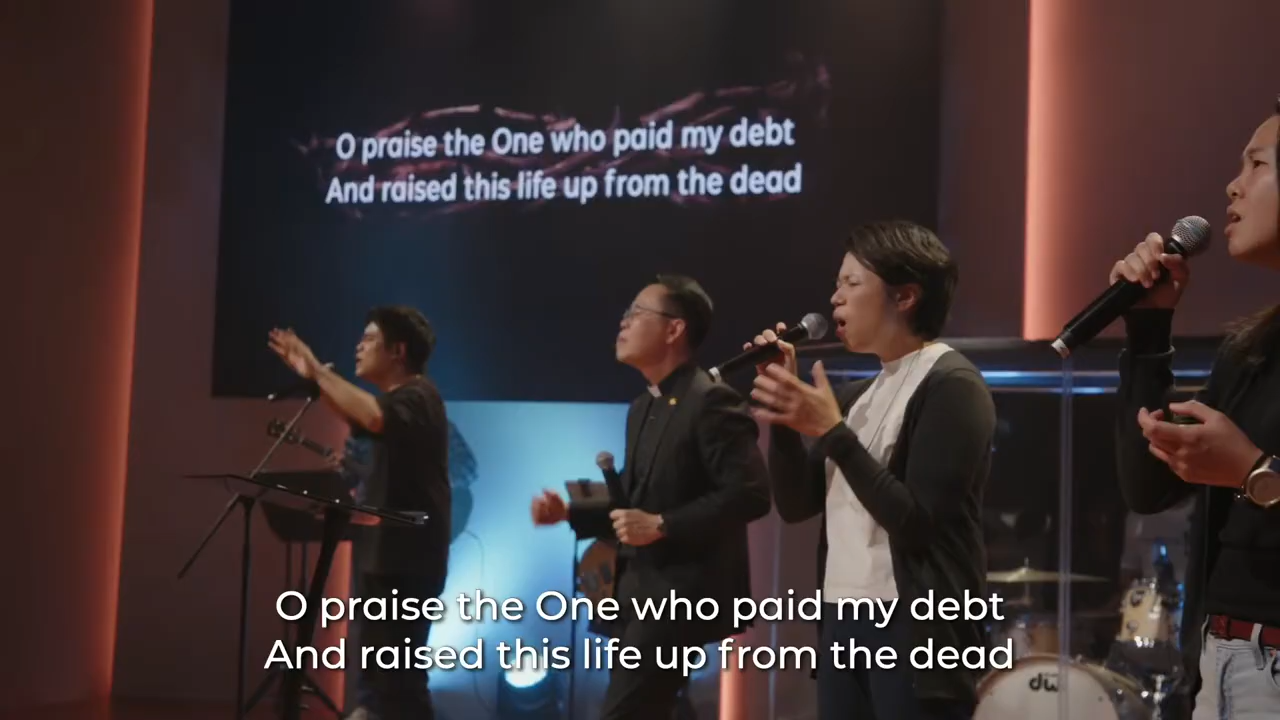 O praise the One who paid my debt
And raised this life up from the dead
dw
O praise the One who paid my debt
And raised this life up from the dead